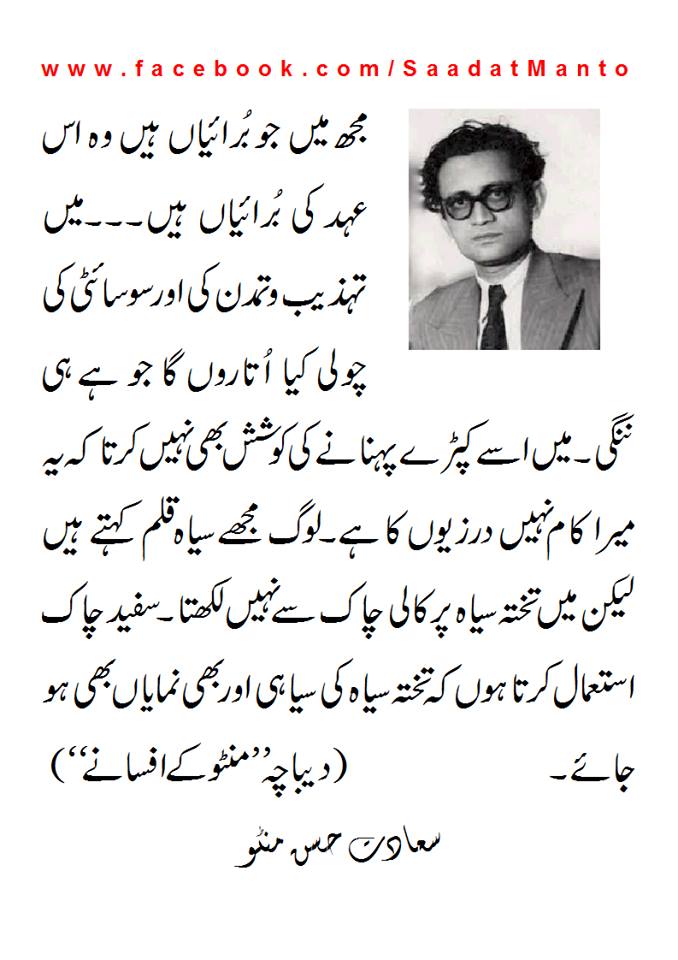 www.facebook.com/SaadatManto
مجھ میں جو بُرائیاں ہیں وہ اس
عہد کی بُرائیاں ہیں۔۔۔میں
تہذیب و تمدن کی اور سوسائٹی کی
چولی کیا اُتاروں گا جو ہے ہی
ننگی۔میں اسے کپڑے پہنانے کی کوشش بھی نہیں کرتا کہ یہ
میرا کام نہیں درزیوں کا ہے۔لوگ مجھے سیاہ قلم کہتے ہیں
لیکن میں تختہ سیاہ پر کالی چاک سے نہیں لکھتا۔سفید چاک
استعمال کرتا ہوں کہ تختہ سیاہ کی سیاہی اور بھی نمایاں بھی ہو
جائے۔ (دیباچہ ’’منٹو کے افسانے‘‘)
سعادت حسن منٹو